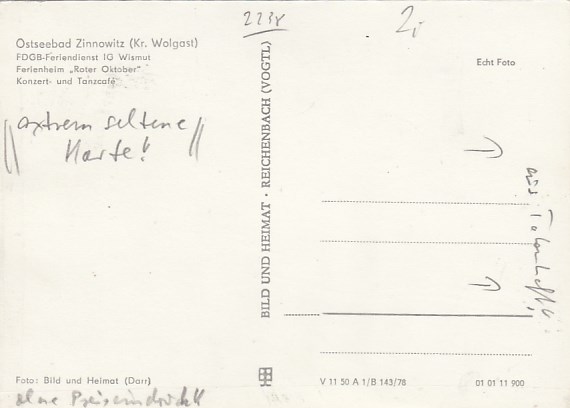 2238
2,-
Ostseebad Zinnowitz (Kr. Wolgast)
FDGB-Feriendienst IG Wismut
Ferienheim „Roter Oktober"
Konzert- und Tanzcafé
Echt Foto
"extrem seltene
Karte!"
BILD UND HEIMAT · REICHENBACH (VOGTL)
aus
Foto: Bild und Heimat (Darr)
V 11 50 A 1/B 143/78
01 01 11 900
ohne Preiseindruck!!